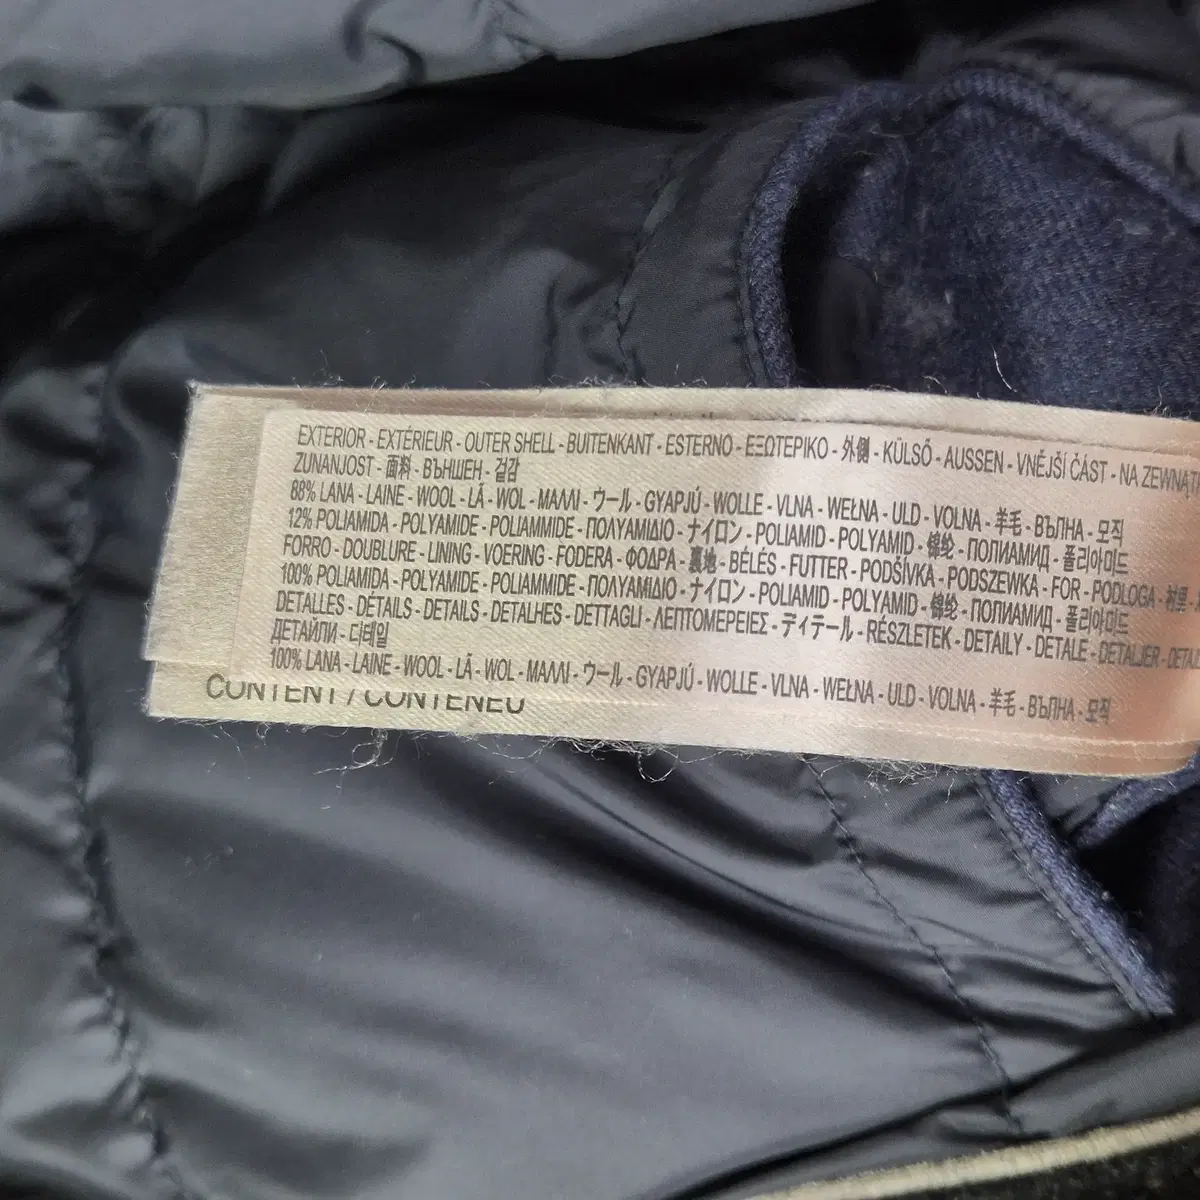 EXTERIOR - EXTÉRIEUR - OUTER SHELL - BUITENKANT - ESTERNO - ΕΞΩΤΕΡΙΚΟ - 外側 - KÜLSŐ - AUSSEN - VNĚJŠÍ ČÁST - NA ZEWNĄTR
ZUNANJOST - 面料 - ВЪНШЕН - 겉감
88% LANA - LAINE - WOOL - LÃ - WOL - ΜΑΛΛΙ - ウール - GYAPJÚ - WOLLE - VLNA - WEŁNA - ULD - VOLNA - 羊毛 - ВЪЛНА - 모직
12% POLIAMIDA - POLYAMIDE - POLIAMMIDE - ΠΟΛΥΑΜΙΔΙΟ - ナイロン - POLIAMID - POLYAMID - 锦纶 - ПОЛИАМИД - 폴리아미드
FORRO - DOUBLURE - LINING - VOERING - FODERA - ΦΟΔΡΑ - 裏地 - BÉLÉS - FUTTER - PODŠÍVKA - PODSZEWKA - FOR - PODLOGA - 村里 -
100% POLIAMIDA - POLYAMIDE - POLIAMMIDE - ΠΟΛΥΑΜΙΔΙΟ - ナイロン - POLIAMID - POLYAMID - 锦纶 - ПОЛИАМИД - 폴리아미드
DETALLES - DÉTAILS - DETAILS - DETALHES - DETTAGLI - ΛΕΠΤΟΜΕΡΕΙΕΣ - ディテール - RÉSZLETEK - DETAILY - DÉTALE - DETALJER - DETAJ
ДЕТАЙЛИ - 디테일
100% LANA - LAINE - WOOL - LÃ - WOL - ΜΑΛΛΙ - ウール - GYAPJÚ - WOLLE - VLNA - WEŁNA - ULD - VOLNA - 羊毛 - ВЪЛНА - 모직
CONTENT / CONTENEU